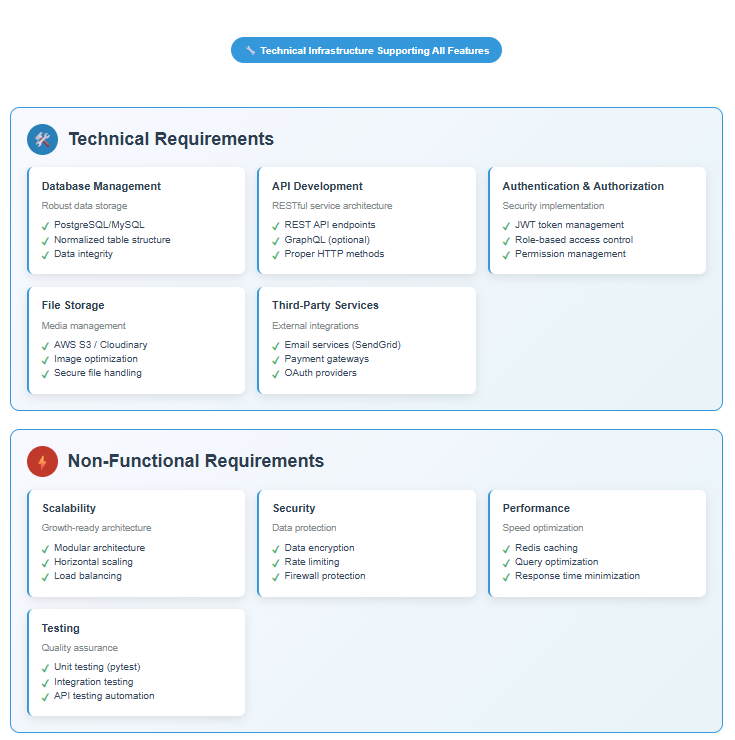 Technical Infrastructure Supporting All Features
Technical Requirements
Database Management
Robust data storage
PostgreSQL/MySQL
Normalized table structure
Data integrity
API Development
RESTful service architecture
REST API endpoints
GraphQL (optional)
Proper HTTP methods
Authentication & Authorization
Security implementation
JWT token management
Role-based access control
Permission management
File Storage
Media management
AWS S3 / Cloudinary
Image optimization
Secure file handling
Third-Party Services
External integrations
Email services (SendGrid)
Payment gateways
OAuth providers
Non-Functional Requirements
Scalability
Growth-ready architecture
Modular architecture
Horizontal scaling
Load balancing
Security
Data protection
Data encryption
Rate limiting
Firewall protection
Performance
Speed optimization
Redis caching
Query optimization
Response time minimization
Testing
Quality assurance
Unit testing (pytest)
Integration testing
API testing automation